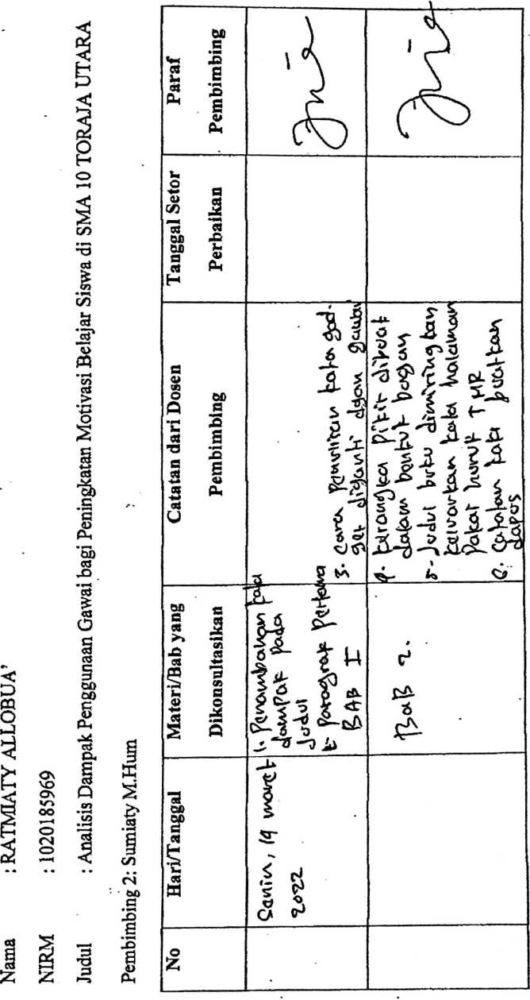 Nama : RATMIATY ALLOBUA'
NIRM : 1020185969
Judul : Analisis Dampak Penggunaan Gawai bagi Peningkatan Motivasi Belajar Siswa di SMA 10 TORAJA UTARA
Pembimbing 2: Sumiaty M.Hum
No
Hari/Tanggal
Materi/Bab yang
Dikonsultasikan
Catatan dari Dosen
Pembimbing
Tanggal Setor
Perbaikan
Paraf
Pembimbing
Senin, 14 maret
2022
1. Penambahan kata
dampak pada
Judul
2. Paragraf Pertama
BAB I
3. Cara Penulisan kata gad-
get diganti dgan gawai
BaB 2.
4. kerangka pikir dibuat
dalam bentuk bagan
5. Judul buku dimiringkan
keluarkan kata halaman
Pakai huruf TMR
6. Catatan kaki buatkan
dapus